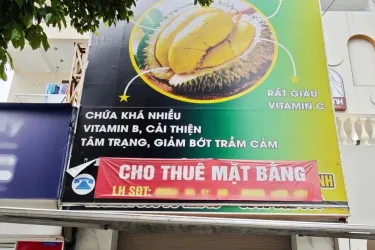 RẤT GIÀU
VITAMIN C
CHỨA KHÁ NHIỀU
VITAMIN B, CẢI THIỆN
TÂM TRẠNG, GIẢM BỚT TRẦM CẢM
CHO THUÊ MẶT BẰNG
LH SĐT: